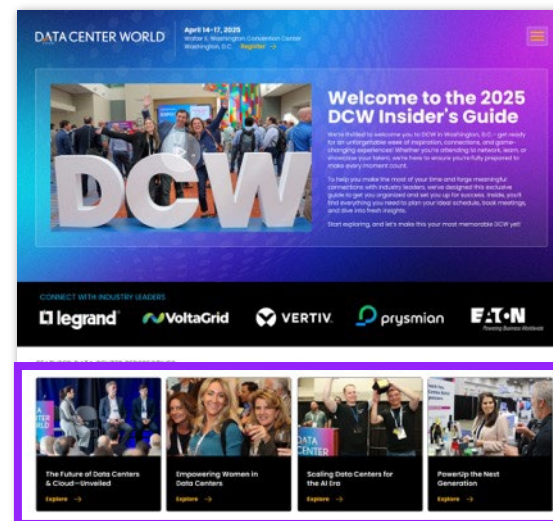 DATA CENTER WORLD
April 14-17, 2025
Walter E. Washington Convention Center
Washington, D.C. Register →
DCW
Welcome to the 2025
DCW Insider's Guide
We're thrilled to welcome you to DCW in Washington, D.C.– get ready
for an unforgettable week of inspiration, connections, and game-
changing experiences! Whether you're attending to network, learn, or
showcase your talent, we're here to ensure you're fully prepared to
make every moment count.
To help you make the most of your time and forge meaningful
connections with industry leaders, we've designed this exclusive
guide to get you organized and set you up for success. Inside, you'll
find everything you need to plan your ideal schedule, book meetings,
and dive into fresh insights.
Start exploring, and let's make this your most memorable DCW yet!
CONNECT WITH INDUSTRY LEADERS
legrand
VoltaGrid
VERTIV.
prysmian
EATON
Powering Business Worldwide
The Future of Data Centers
& Cloud—Unveiled
Explore →
Empowering Women in
Data Centers
Explore →
Scaling Data Centers for
the AI Era
Explore →
PowerUp the Next
Generation
Explore →